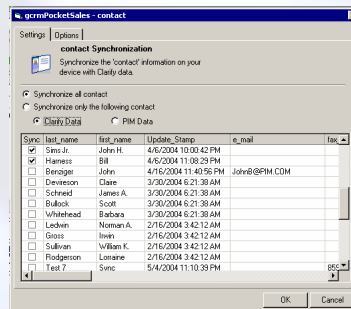 gcrmPocketSales - contact
Settings Options
contact Synchronization
Synchronize the 'contact' information on your
device with Clarify data.
Synchronize all contact
Synchronize only the following contact
Clarify Data PIM Data
Sync last_name first_name Update_Stamp e_mail fax_
Sims Jr. John H. 4/6/2004 10:00:42 PM
Harness Bill 4/6/2004 11:08:29 PM
Benziger John 4/16/2004 11:40:56 PM JohnB@PIM.COM
Devireson Claire 3/30/2004 6:21:38 AM
Schneid James A. 3/30/2004 6:21:38 AM
Bullock Scott 3/30/2004 6:21:38 AM
Whitehead Barbara 3/30/2004 6:21:38 AM
Ledwin Norman A. 2/16/2004 3:42:12 AM
Gross Irwin 2/16/2004 3:42:12 AM
Sullivan William K. 2/16/2004 3:42:12 AM
Rodgerson Lorraine 2/16/2004 3:42:12 AM
Test 7 Sync 5/4/2004 11:10:39 PM 859
OK Cancel